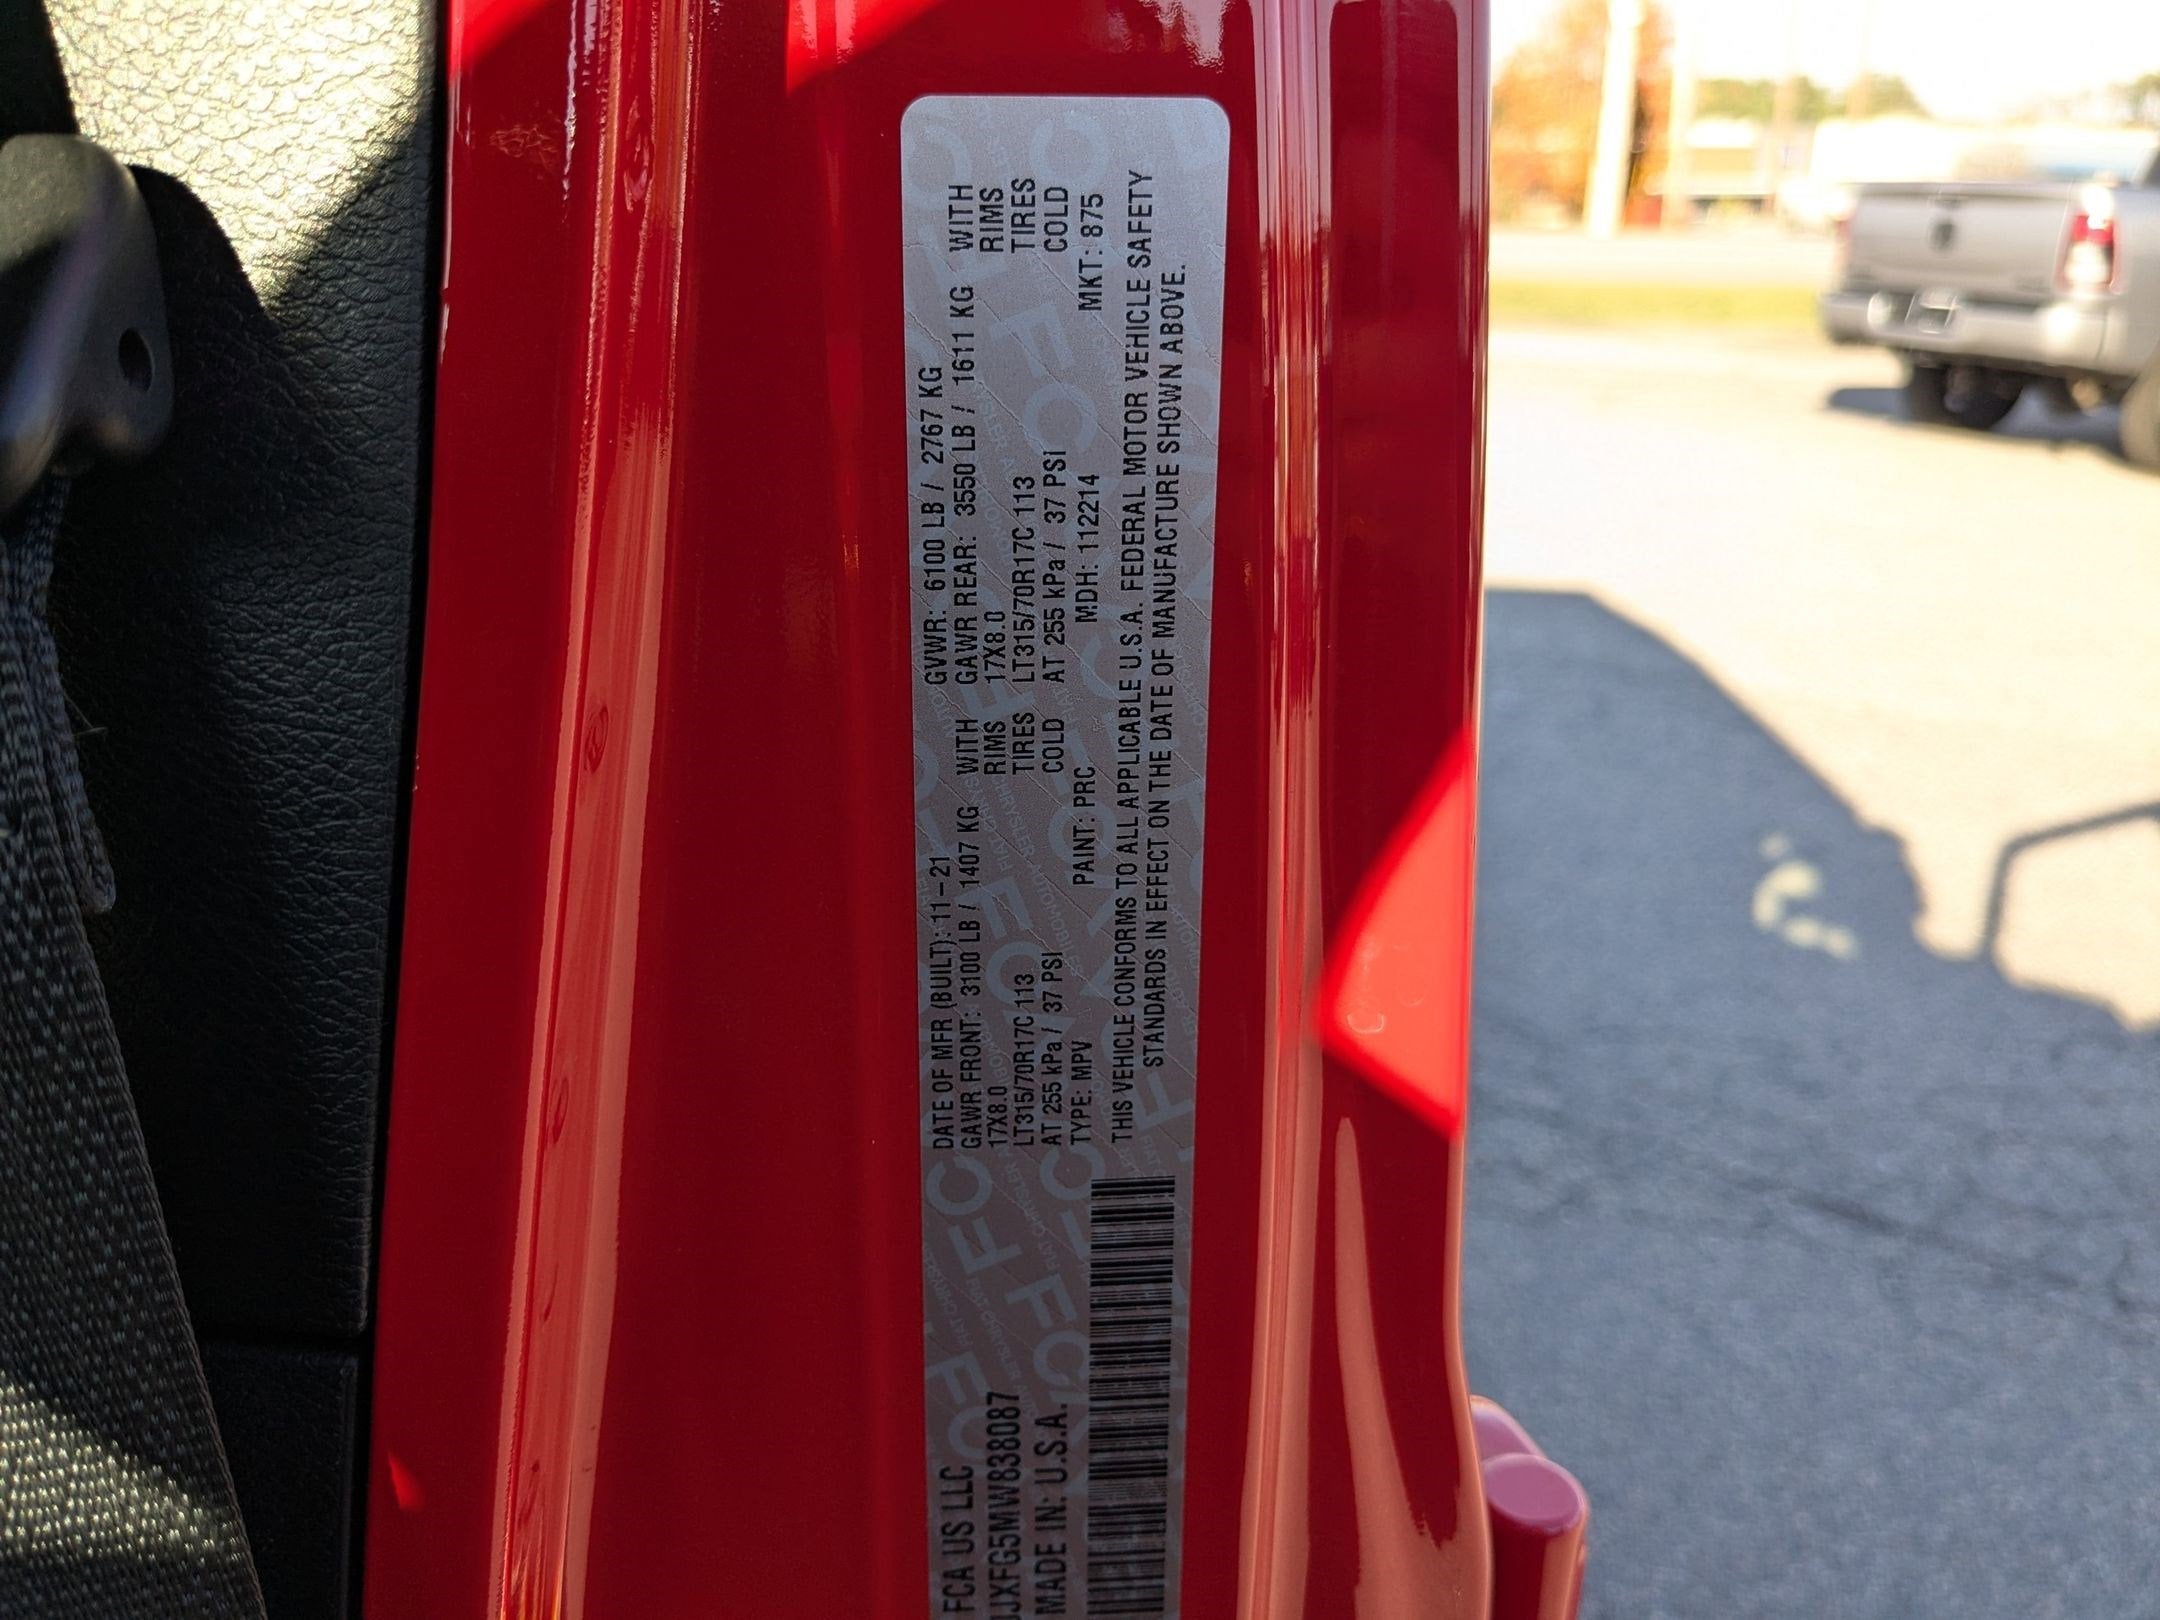 FCA US LLC
JXFG5MW838087
MADE IN: U.S.A.
DATE OF MFR (BUILT): 11-21 GVWR: 6100 LB / 2767 KG
GAWR FRONT: 3100 LB / 1407 KG WITH GAWR REAR: 3550 LB / 1611 KG WITH
17X8.0 RIMS 17X8.0 RIMS
LT315/70R17C 113 TIRES LT315/70R17C 113 TIRES
AT 255 kPa / 37 PSI COLD AT 255 kPa / 37 PSI COLD
TYPE: MPV PAINT: PRC MDH: 112214 MKT: 875
THIS VEHICLE CONFORMS TO ALL APPLICABLE U.S.A. FEDERAL MOTOR VEHICLE SAFETY
STANDARDS IN EFFECT ON THE DATE OF MANUFACTURE SHOWN ABOVE.